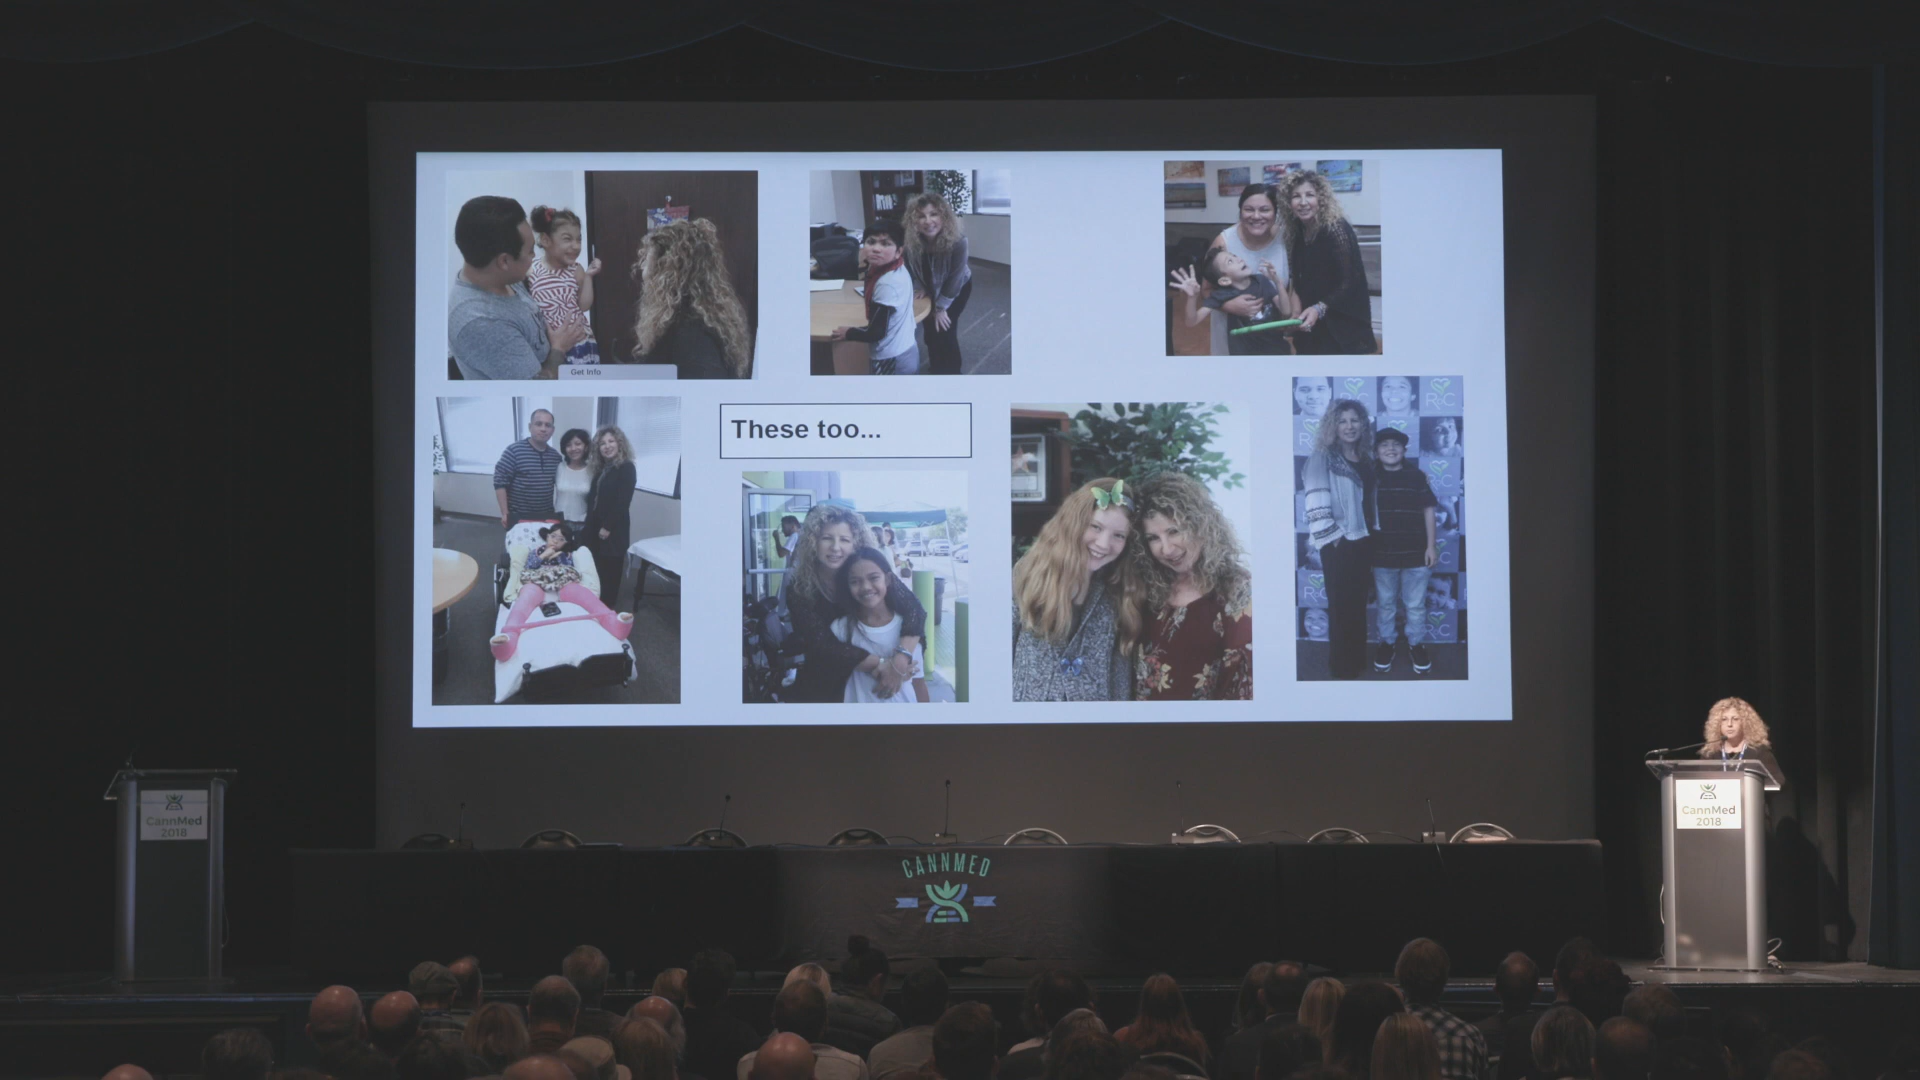 Get Info
These too...
R C
R C
R C
R C
R C
CannMed
2018
CannMed
2018
CANNMED